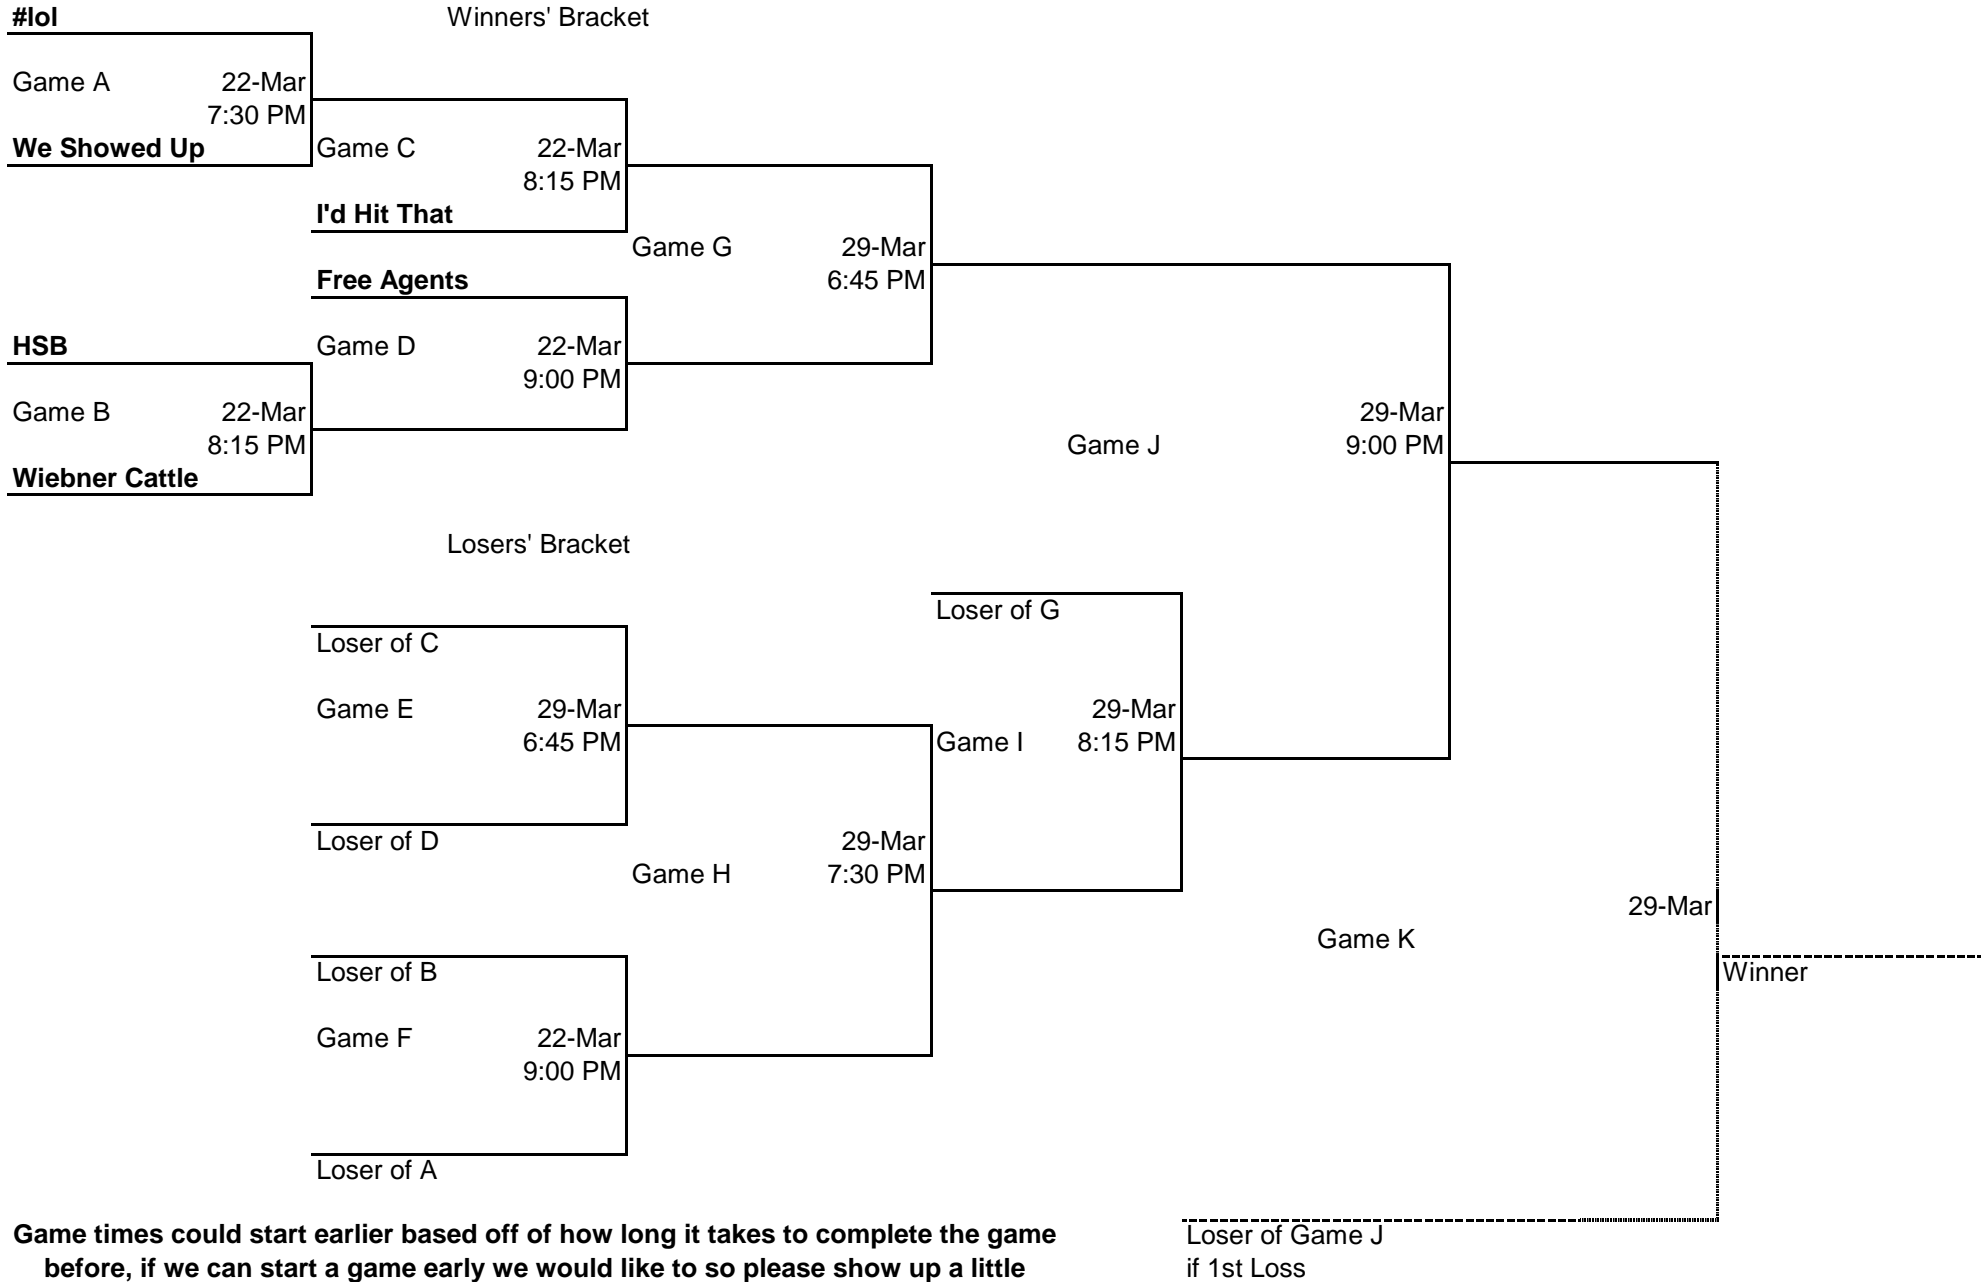 #lol
Winners' Bracket
Game A 22-Mar
7:30 PM
We Showed Up
Game C 22-Mar
8:15 PM
I'd Hit That
Game G 29-Mar
6:45 PM
Free Agents
HSB
Game D 22-Mar
9:00 PM
Game B 22-Mar
8:15 PM
Wiebner Cattle
29-Mar
Game J 9:00 PM
Losers' Bracket
Loser of G
Loser of C
Game E 29-Mar
6:45 PM
29-Mar
Game I 8:15 PM
Loser of D
29-Mar
Game H 7:30 PM
29-Mar
Game K
Loser of B
Winner
Game F 22-Mar
9:00 PM
Loser of A
Game times could start earlier based off of how long it takes to complete the game
before, if we can start a game early we would like to so please show up a little
Loser of Game J
if 1st Loss